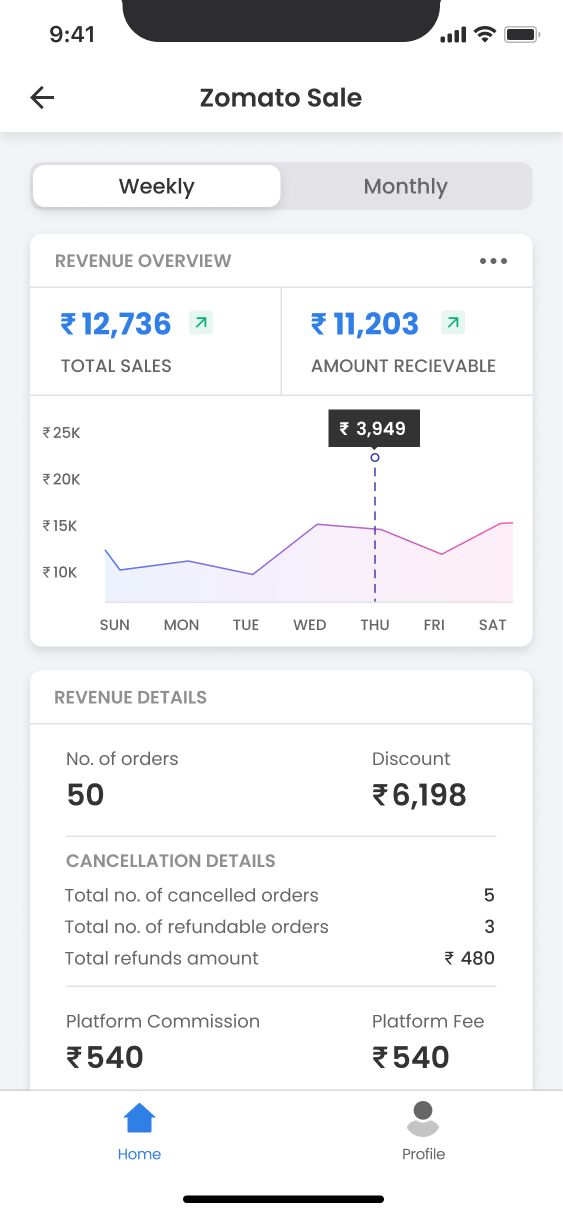 9:41
Zomato Sale
Weekly Monthly
REVENUE OVERVIEW
₹ 12,736 ₹ 11,203
TOTAL SALES AMOUNT RECIEVABLE
₹ 3,949
₹ 25K
₹ 20K
₹ 15K
₹ 10K
SUN MON TUE WED THU FRI SAT
REVENUE DETAILS
No. of orders Discount
50 ₹ 6,198
CANCELLATION DETAILS
Total no. of cancelled orders 5
Total no. of refundable orders 3
Total refunds amount ₹ 480
Platform Commission Platform Fee
₹ 540 ₹ 540
Home Profile